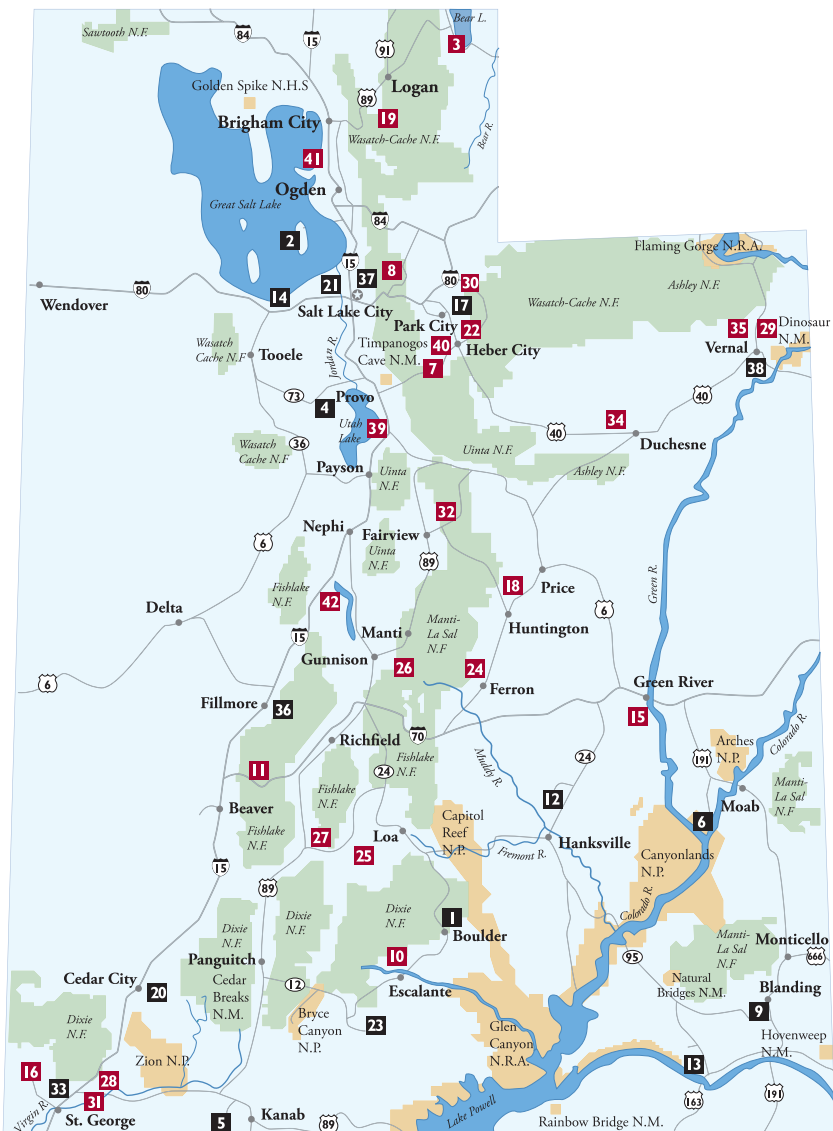 Sawtooth N.F.
84
15
91
Bear L.
3
Golden Spike N.H.S
Logan
89
19
Brigham City
Wasatch-Cache N.F.
Bear R.
41
Ogden
Great Salt Lake
84
2
15
8
37
21
14
80
Wendover
80
30
17
Salt Lake City
Park City
22
Wasatch-Cache N.F.
Flaming Gorge N.R.A.
Ashley N.F.
35
29
Dinosaur
N.M.
Vernal
38
Wasatch
Cache N.F
Tooele
Jordan R.
Timpanogos
Cave N.M.
40
7
Heber City
73
4
Provo
Utah
Lake
39
40
34
40
Duchesne
36
Wasatch
Cache N.F
Uinta N.F.
Ashley N.F.
Payson
Uinta
N.F.
32
Nephi
Fairview
6
Uinta
N.F.
89
Green R.
Fishlake
N.F.
42
18
Price
6
Delta
15
Manti
Manti-
La Sal
N.F
Huntington
Gunnison
26
24
Ferron
6
Green River
15
Fillmore
36
Richfield
70
Muddy R.
Arches
N.P.
191
Colorado R.
11
Fishlake
N.F.
24
24
Fishlake
N.F.
12
Moab
Manti-
La Sal
N.F
Beaver
Fishlake
N.F.
27
Loa
25
Capitol
Reef
N.P.
Hanksville
6
Canyonlands
N.P.
Fremont R.
15
89
Colorado R.
Dixie
N.F.
Dixie
N.F.
Dixie
N.F.
1
Boulder
Manti-
La Sal
N.F
Monticello
666
95
Panguitch
10
Cedar City
20
Cedar
Breaks
N.M.
12
Escalante
Natural
Bridges N.M.
Blanding
9
Dixie
N.F.
Bryce
Canyon
N.P.
23
Glen
Canyon
N.R.A.
Hovenweep
N.M.
Zion N.P.
16
33
28
31
13
Virgin R.
St. George
5
Kanab
89
Lake Powell
Rainbow Bridge N.M.
163
191